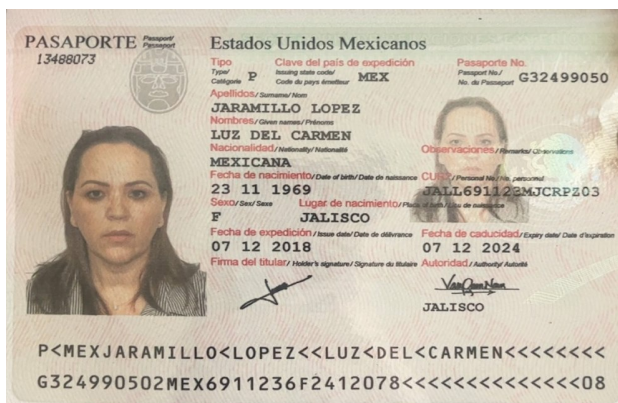 PASAPORTE Passport/ Passeport
13488073
Estados Unidos Mexicanos
Tipo Clave del país de expedición Pasaporte No.
Type/ Issuing state code/ Passport No./
Catégorie P Code du pays émetteur MEX No. du Passeport G32499050
Apellidos/ Surname/ Nom
JARAMILLO LOPEZ
Nombres/ Given names/ Prénoms
LUZ DEL CARMEN
Nacionalidad/ Nationality/ Nationalité Observaciones/ Remarks/ Observations
MEXICANA
Fecha de nacimiento/ Date of birth/ Date de naissance CURP/ Personal No./ No. personnel
23 11 1969 JALL691123MJCRPZ03
Sexo/ Sex/ Sexe Lugar de nacimiento/ Place of birth/ Lieu de naissance
F JALISCO
Fecha de expedición/ Issue date/ Date de délivrance Fecha de caducidad/ Expiry date/ Date d'expiration
07 12 2018 07 12 2024
Firma del titular/ Holder's signature/ Signature du titulaire Autoridad/ Authority/ Autorité
JALISCO
P<MEXJARAMILLO<LOPEZ<<LUZ<DEL<CARMEN<<<<<<<<
G324990502MEX6911236F2412078<<<<<<<<<<<<<<08